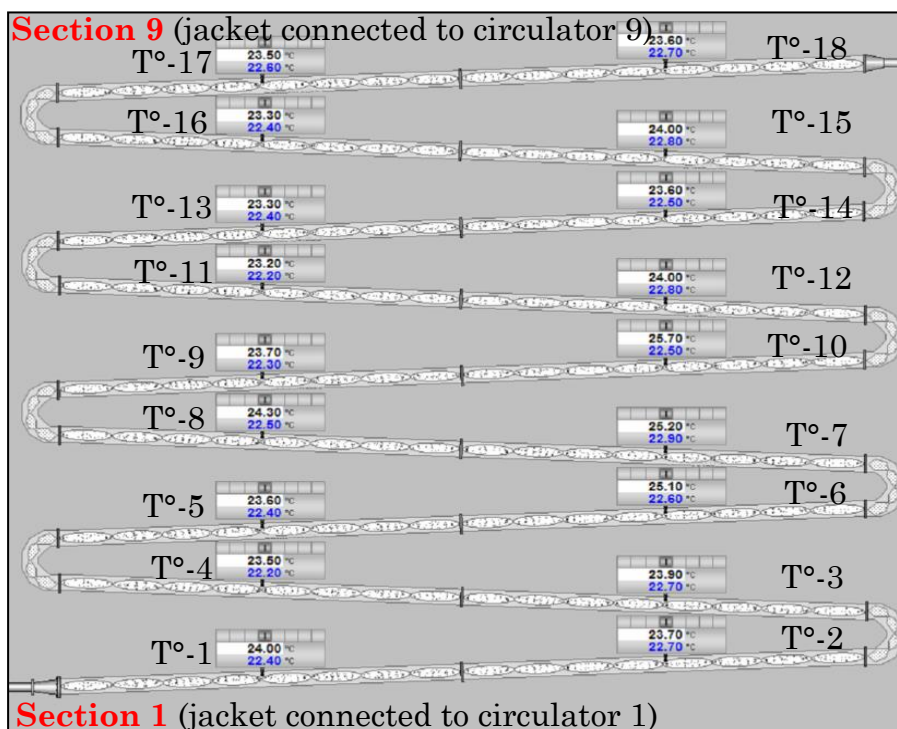 Section 9 (jacket connected to circulator 9)
T°-17
23.50 °C
22.60 °C
23.60 °C
22.70 °C
T°-18
T°-16
23.30 °C
22.40 °C
24.00 °C
22.80 °C
T°-15
T°-13
23.30 °C
22.40 °C
23.60 °C
22.50 °C
T°-14
T°-11
23.20 °C
22.20 °C
24.00 °C
22.80 °C
T°-12
T°-9
23.70 °C
22.30 °C
25.70 °C
22.50 °C
T°-10
T°-8
24.30 °C
22.50 °C
25.20 °C
22.90 °C
T°-7
T°-5
23.60 °C
22.40 °C
25.10 °C
22.60 °C
T°-6
T°-4
23.50 °C
22.20 °C
23.90 °C
22.70 °C
T°-3
T°-1
24.00 °C
22.40 °C
23.70 °C
22.70 °C
T°-2
Section 1 (jacket connected to circulator 1)